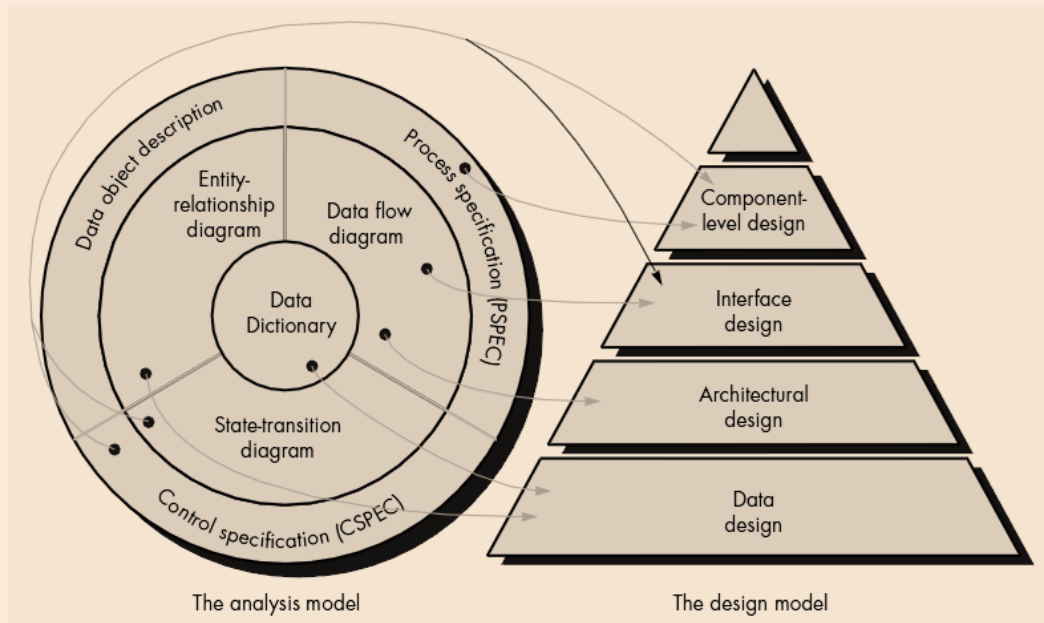 Data object description
Process specification (PSPEC)
Control specification (CSPEC)
Entity-
relationship
diagram
Data flow
diagram
Data
Dictionary
State-transition
diagram
The analysis model
Component-
level design
Interface
design
Architectural
design
Data
design
The design model